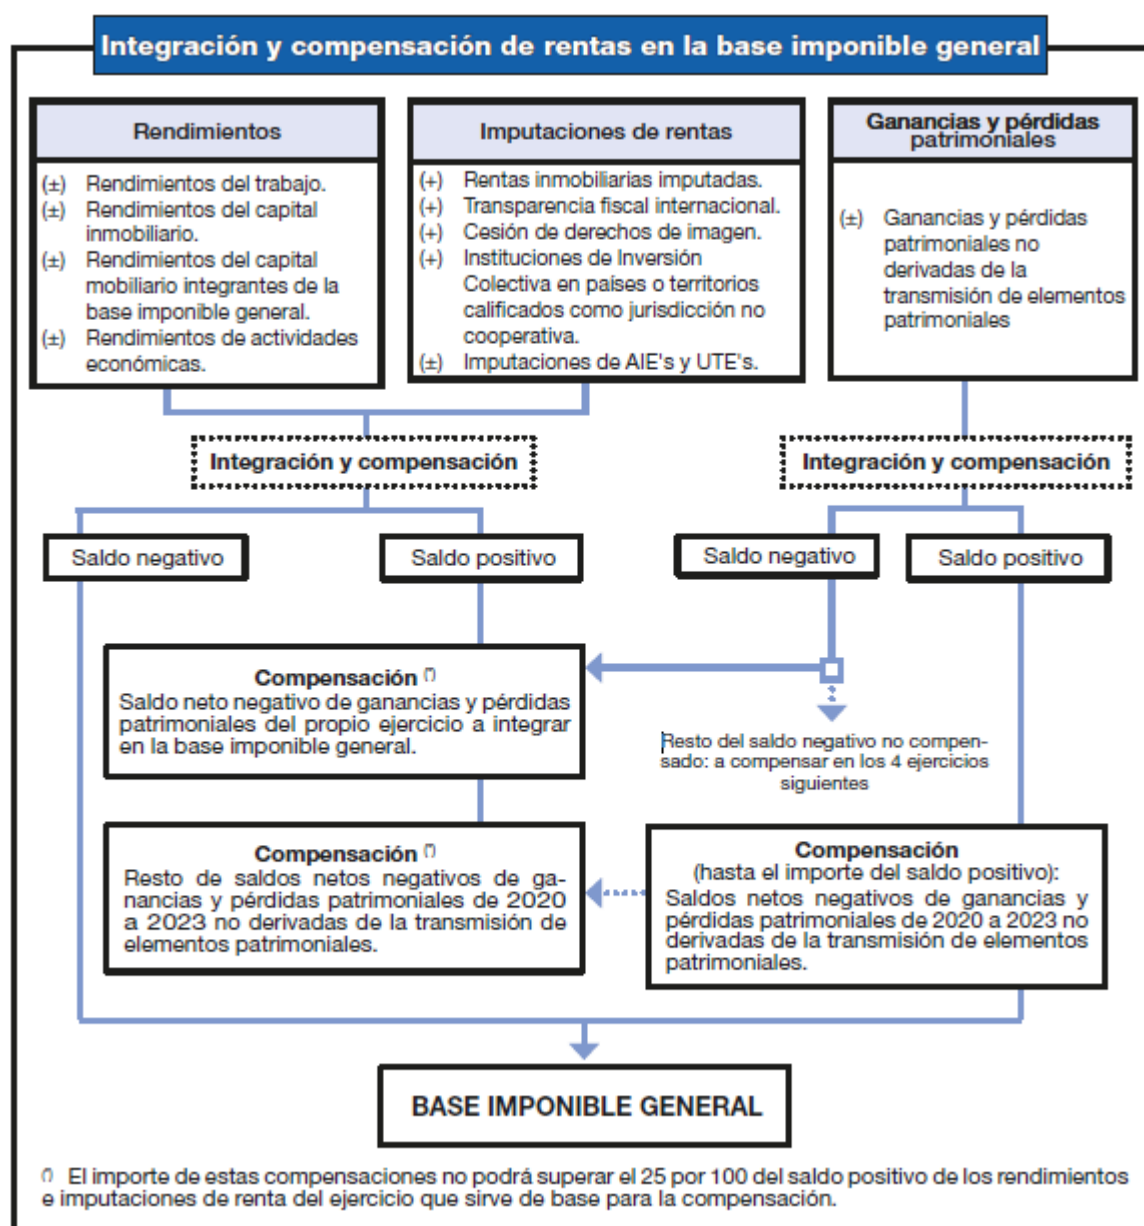 Integración y compensación de rentas en la base imponible general
Rendimientos
(±) Rendimientos del trabajo.
(±) Rendimientos del capital
inmobiliario.
(±) Rendimientos del capital
mobiliario integrantes de la
base imponible general.
(±) Rendimientos de actividades
económicas.
Imputaciones de rentas
(+) Rentas inmobiliarias imputadas.
(+) Transparencia fiscal internacional.
(+) Cesión de derechos de imagen.
(+) Instituciones de Inversión
Colectiva en países o territorios
calificados como jurisdicción no
cooperativa.
(±) Imputaciones de AIE's y UTE's.
Ganancias y pérdidas
patrimoniales
(±) Ganancias y pérdidas
patrimoniales no
derivadas de la
transmisión de elementos
patrimoniales
Integración y compensación
Integración y compensación
Saldo negativo
Saldo positivo
Saldo negativo
Saldo positivo
Compensación (*)
Saldo neto negativo de ganancias y pérdidas
patrimoniales del propio ejercicio a integrar
en la base imponible general.
Resto del saldo negativo no compen-
sado: a compensar en los 4 ejercicios
siguientes
Compensación (*)
Resto de saldos netos negativos de ga-
nancias y pérdidas patrimoniales de 2020
a 2023 no derivadas de la transmisión de
elementos patrimoniales.
Compensación
(hasta el importe del saldo positivo):
Saldos netos negativos de ganancias y
pérdidas patrimoniales de 2020 a 2023 no
derivadas de la transmisión de elementos
patrimoniales.
BASE IMPONIBLE GENERAL
(*) El importe de estas compensaciones no podrá superar el 25 por 100 del saldo positivo de los rendimientos
e imputaciones de renta del ejercicio que sirve de base para la compensación.